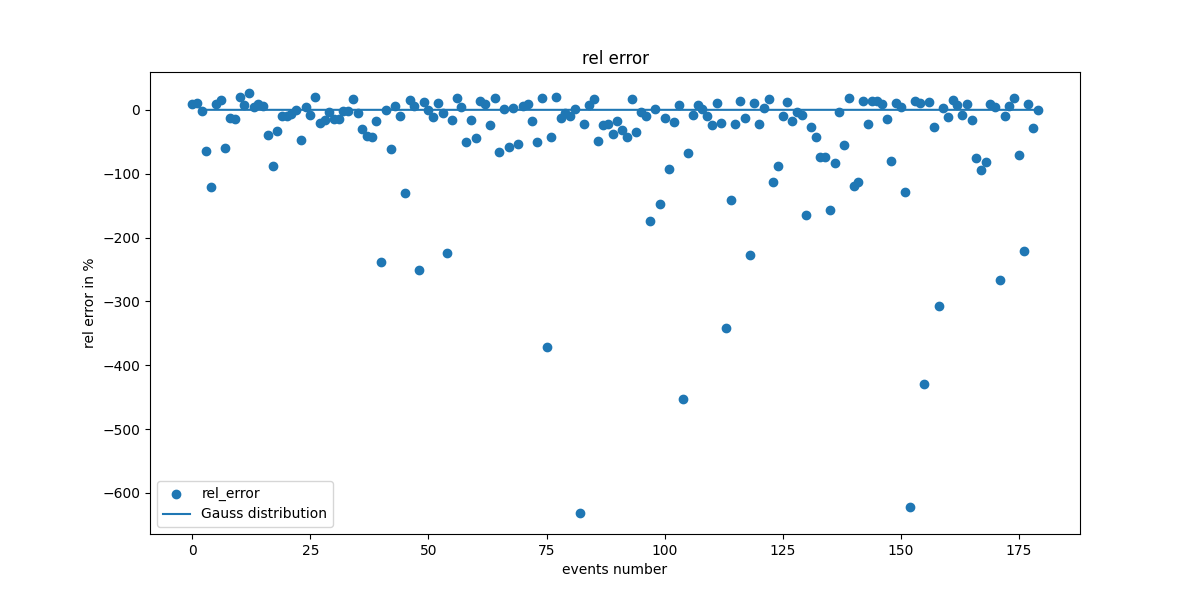 rel error
0
−100
−200
−300
−400
−500
−600
rel error in %
rel_error
Gauss distribution
0 25 50 75 100 125 150 175
events number